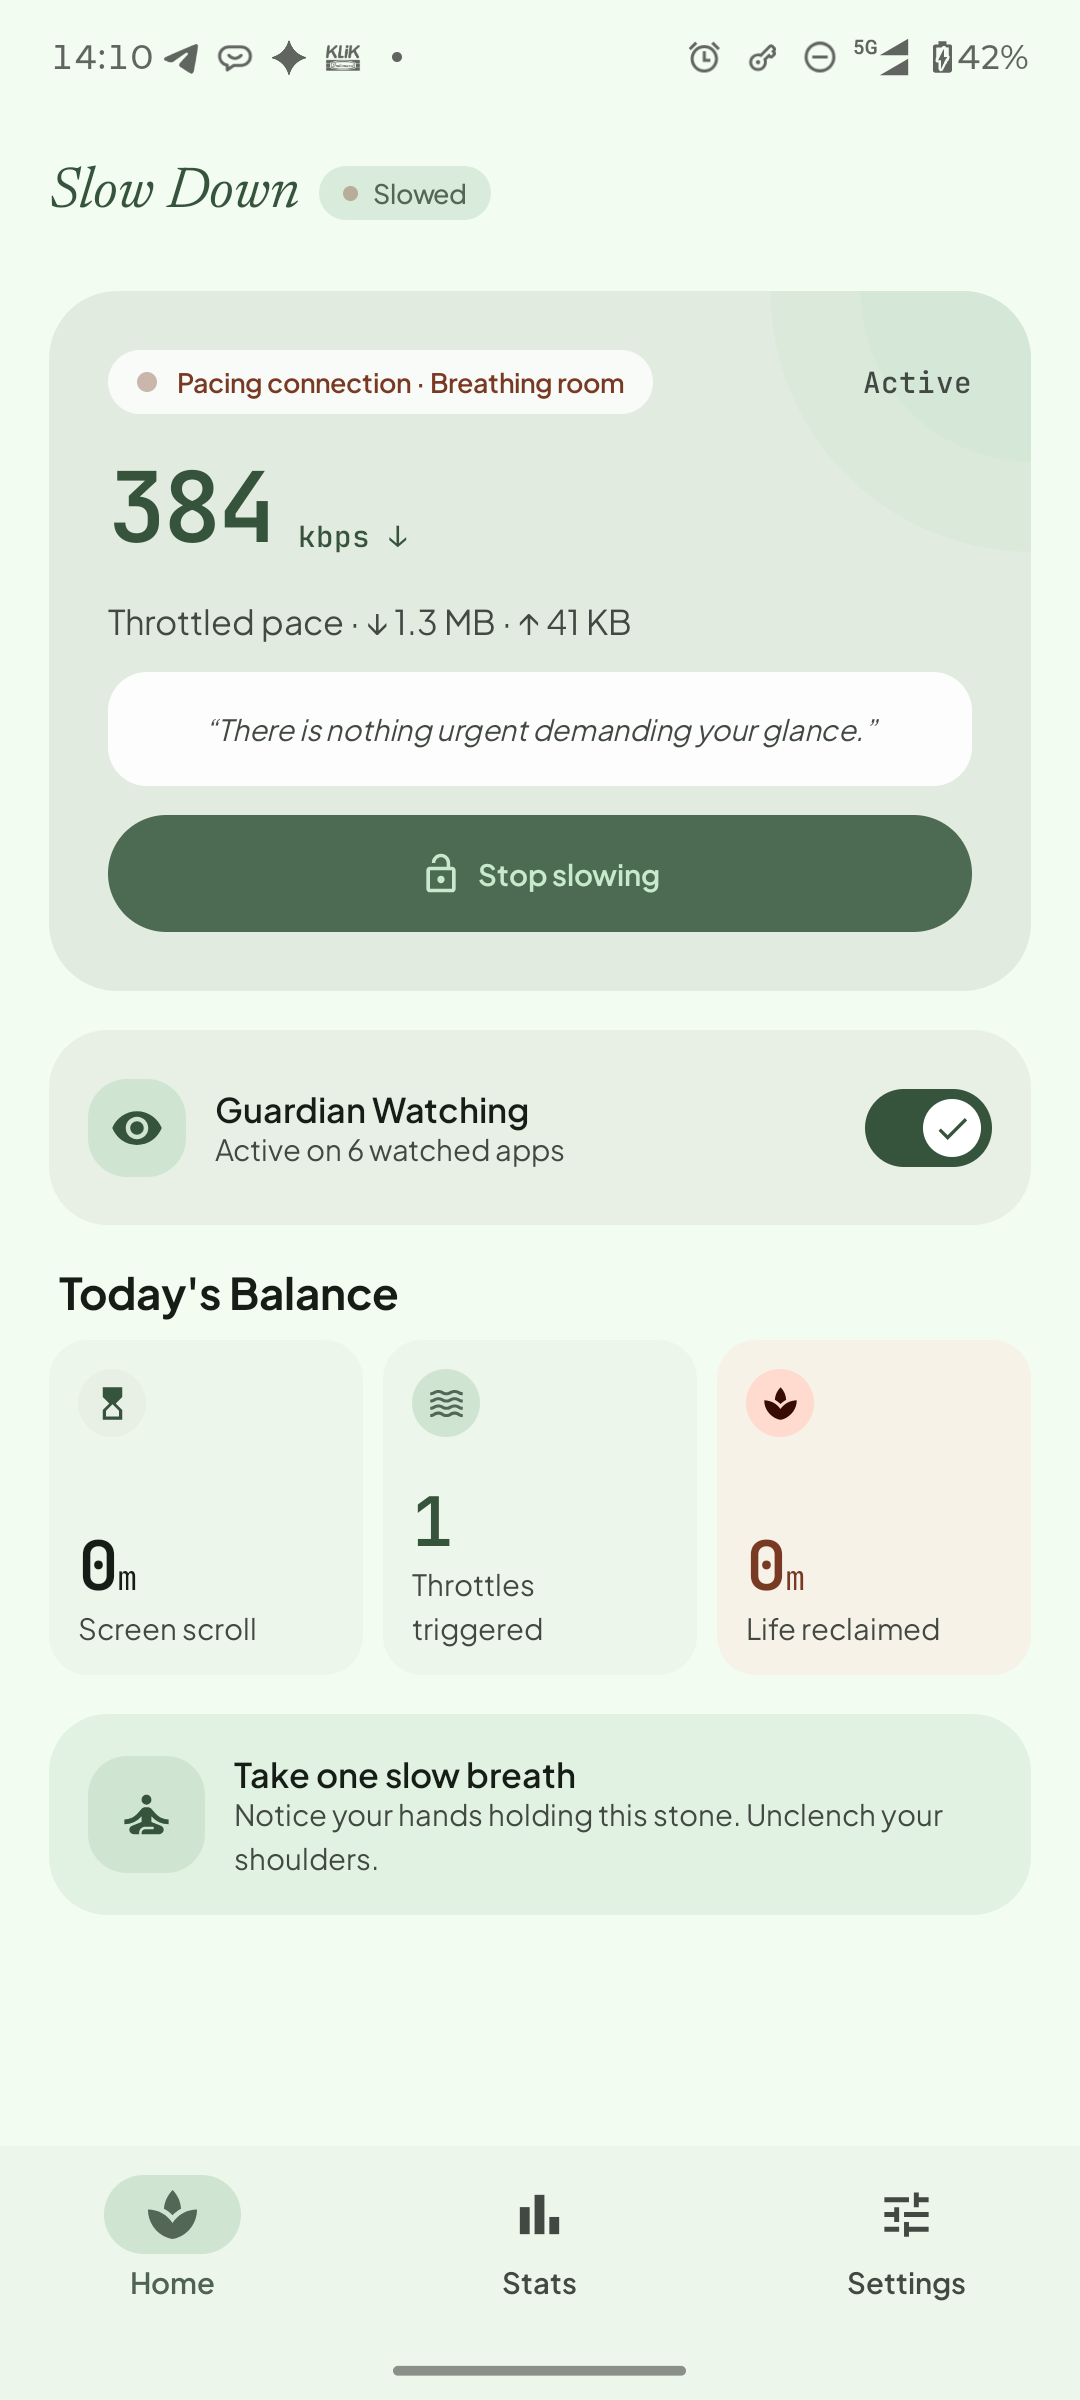 14:10
KLiK
5G
42%
Slow Down
Slowed
Pacing connection · Breathing room
Active
384 kbps ↓
Throttled pace · ↓ 1.3 MB · ↑ 41 KB
“There is nothing urgent demanding your glance.”
Stop slowing
Guardian Watching
Active on 6 watched apps
Today's Balance
0m
Screen scroll
1
Throttles
triggered
0m
Life reclaimed
Take one slow breath
Notice your hands holding this stone. Unclench your
shoulders.
Home
Stats
Settings